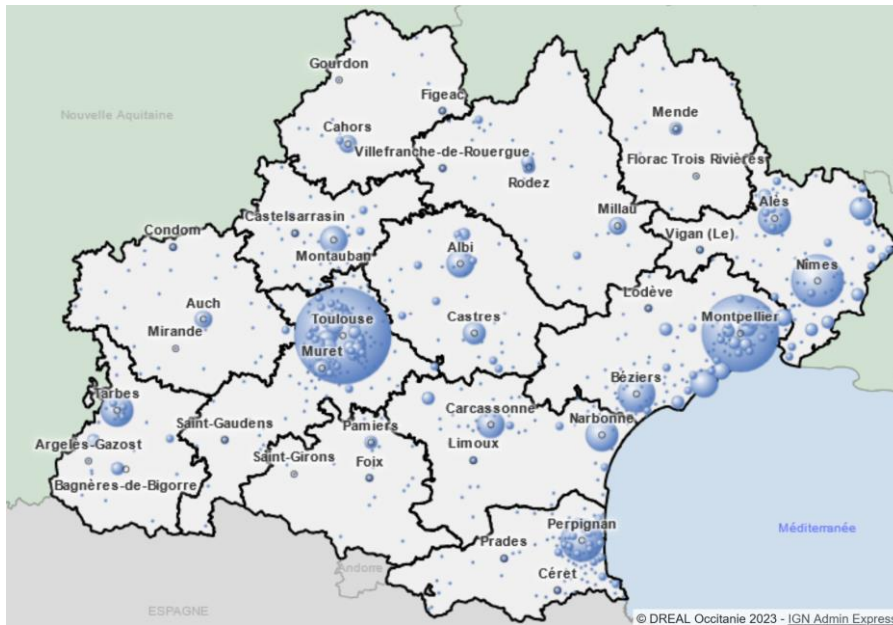 Gourdon
Nouvelle Aquitaine
Figeac
Mende
Cahors
Villefranche-de-Rouergue
Florac Trois Rivières
Rodez
Alès
Castelsarrasin
Millau
Condom
Vigan (Le)
Montauban
Albi
Nîmes
Lodève
Auch
Toulouse
Castres
Montpellier
Mirande
Muret
Béziers
Tarbes
Carcassonne
Saint-Gaudens
Pamiers
Narbonne
Argelès-Gazost
Limoux
Saint-Girons
Foix
Bagnères-de-Bigorre
Perpignan
Méditerranée
Prades
Andorre
Céret
ESPAGNE
© DREAL Occitanie 2023 - IGN Admin Express